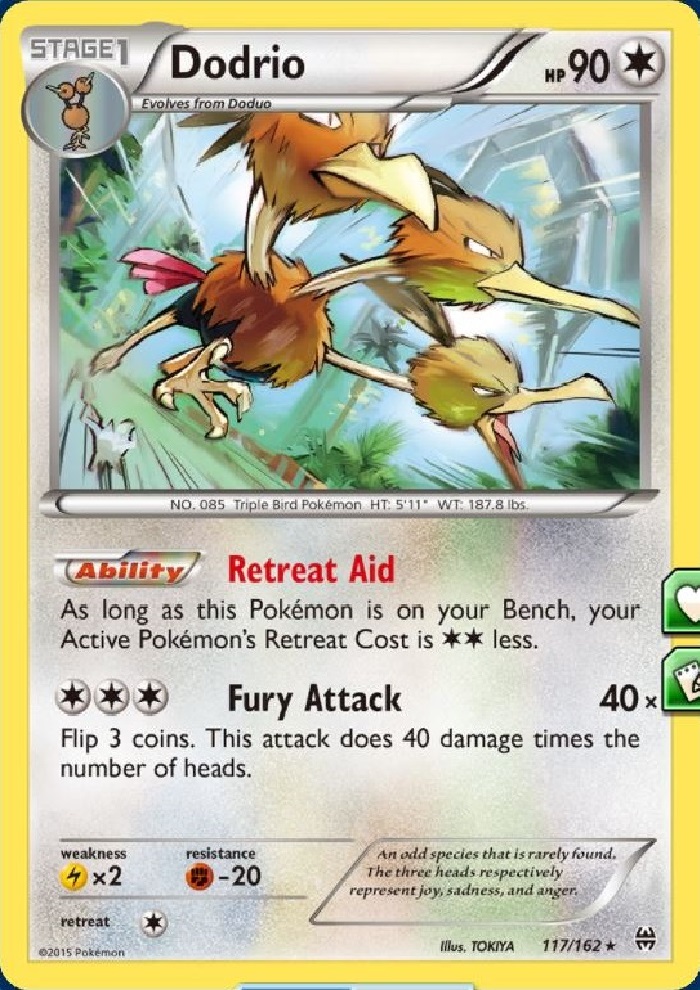 STAGE1
Dodrio
HP 90
Evolves from Doduo
NO. 085 Triple Bird Pokémon HT: 5'11" WT: 187.8 lbs.
Ability Retreat Aid
As long as this Pokémon is on your Bench, your
Active Pokémon's Retreat Cost is ✶✶ less.
Fury Attack 40×
Flip 3 coins. This attack does 40 damage times the
number of heads.
weakness resistance
×2 -20
retreat
An odd species that is rarely found.
The three heads respectively
represent joy, sadness, and anger.
©2015 Pokémon
Illus. TOKIYA 117/162 ★